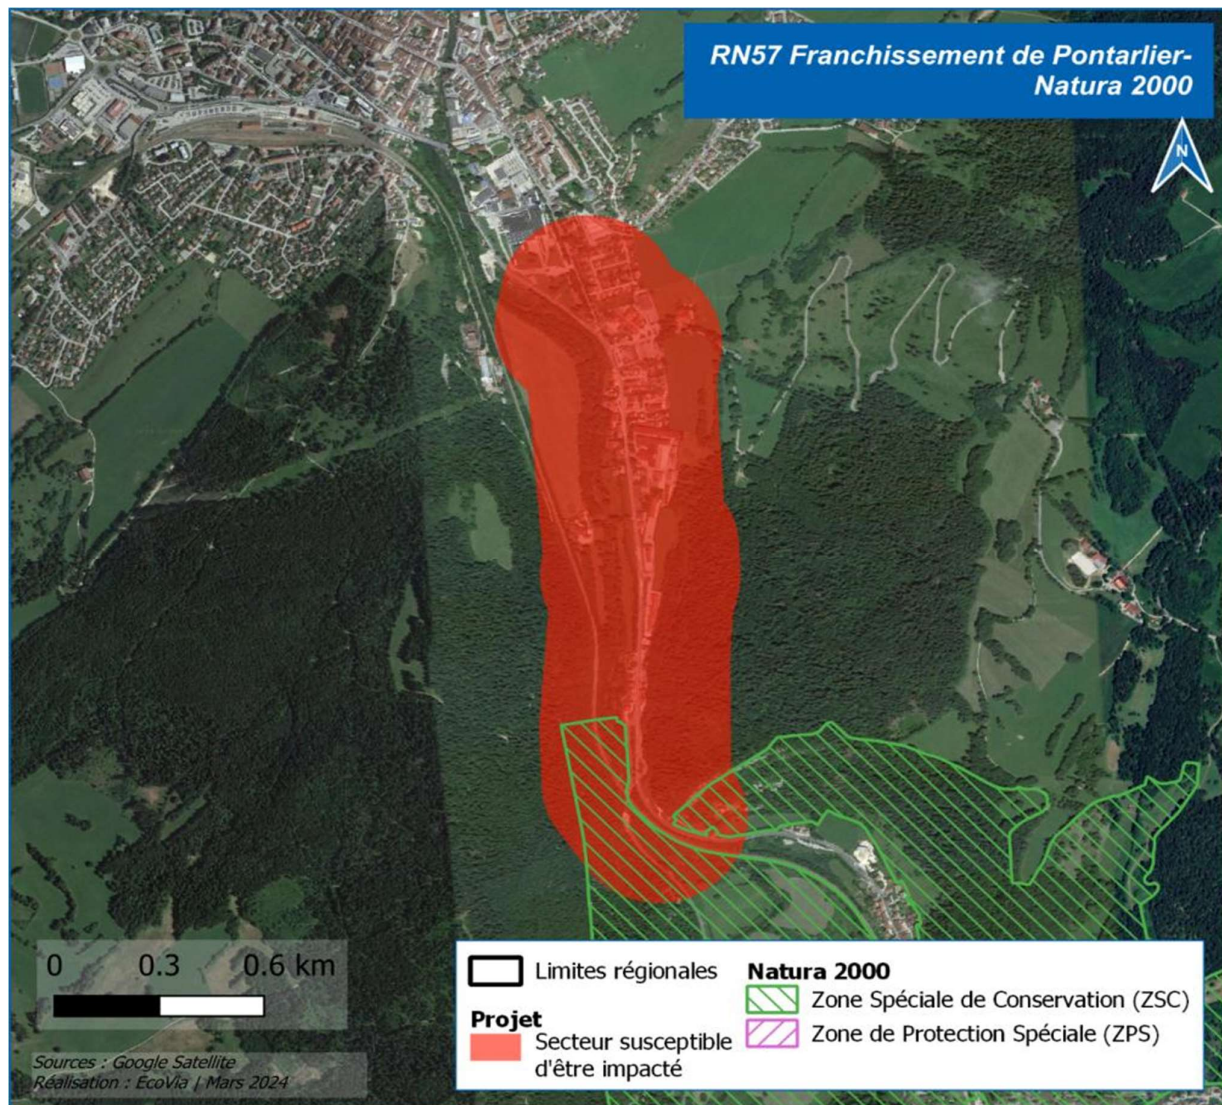 RN57 Franchissement de Pontarlier-
Natura 2000
N
0 0.3 0.6 km
Sources : Google Satellite
Réalisation : EcoVia | Mars 2024
Limites régionales
Projet
Secteur susceptible
d'être impacté
Natura 2000
Zone Spéciale de Conservation (ZSC)
Zone de Protection Spéciale (ZPS)